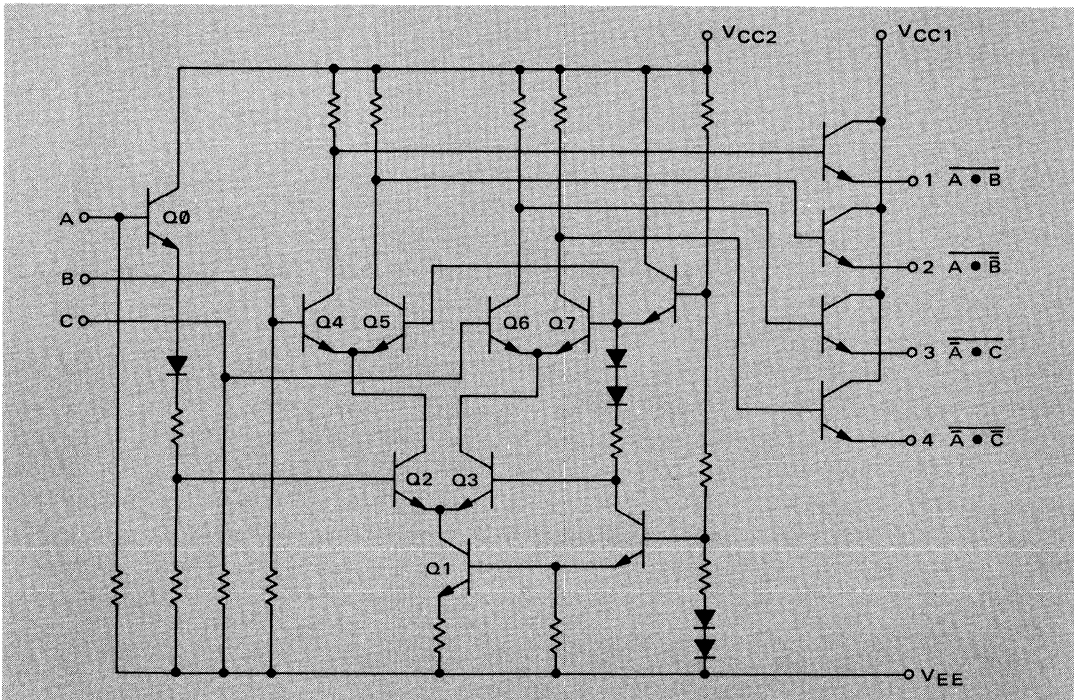 VCC2
VCC1
A
Q0
B
C
Q4
Q5
Q6
Q7
1 A̅ ̅•̅ ̅B̅
2 A̅ ̅•̅ ̅B̅̅
3 A̅̅ ̅•̅ ̅C̅
4 A̅̅ ̅•̅ ̅C̅̅
Q2
Q3
Q1
VEE